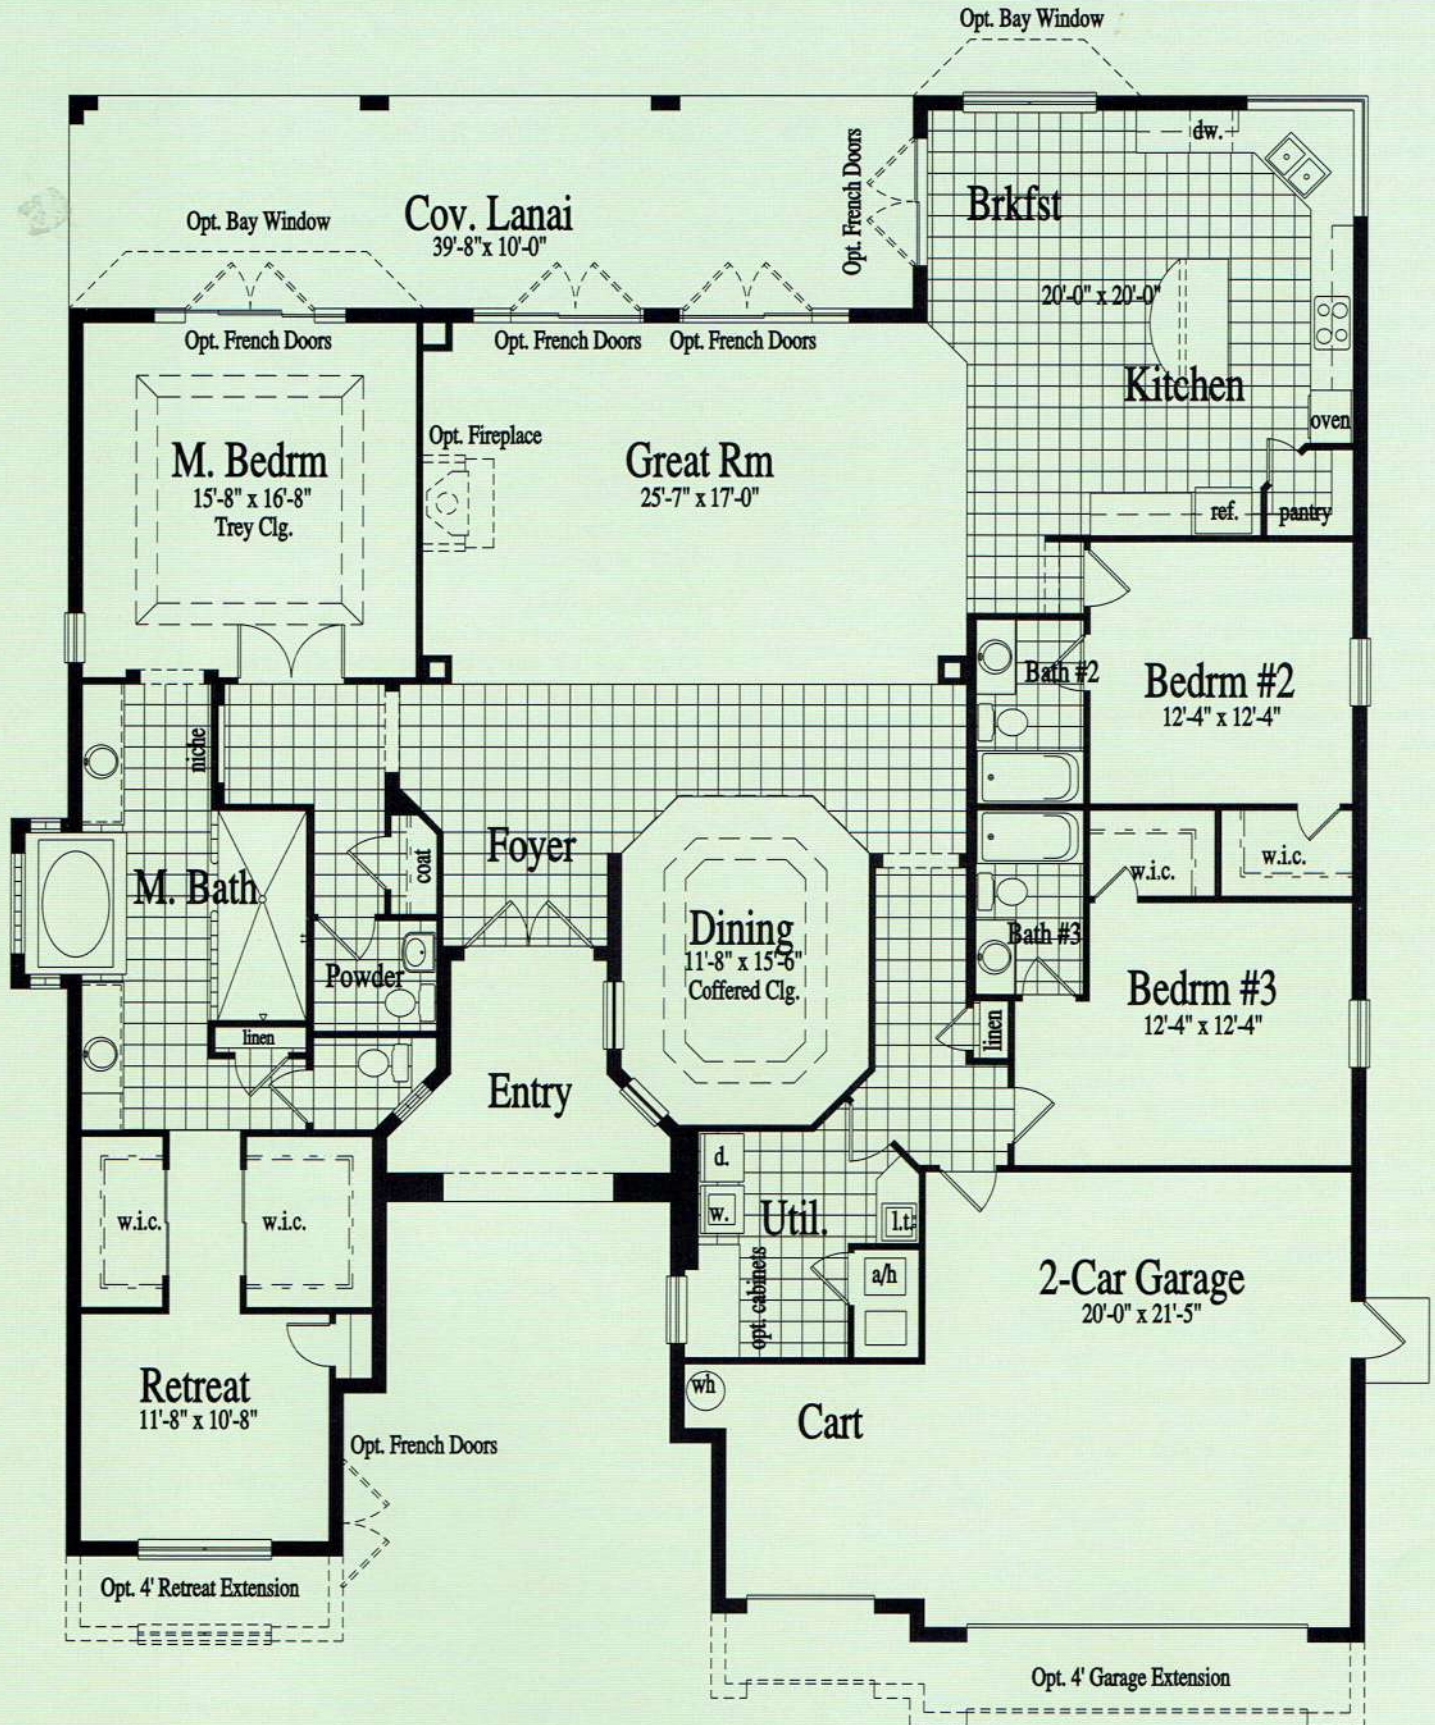 Opt. Bay Window
dw.
Opt. French Doors
Brkfst
Opt. Bay Window
Cov. Lanai
39'-8"x 10'-0"
20'-0" x 20'-0"
Opt. French Doors
Opt. French Doors
Opt. French Doors
Kitchen
oven
Opt. Fireplace
M. Bedrm
15'-8" x 16'-8"
Trey Clg.
Great Rm
25'-7" x 17'-0"
ref.
pantry
Bath #2
Bedrm #2
12'-4" x 12'-4"
niche
Foyer
coat
w.i.c.
w.i.c.
M. Bath
Dining
11'-8" x 15'-6"
Coffered Clg.
Bath #3
Powder
Bedrm #3
12'-4" x 12'-4"
linen
linen
Entry
d.
w.
Util.
l.t.
w.i.c.
w.i.c.
opt. cabinets
a/h
2-Car Garage
20'-0" x 21'-5"
Retreat
11'-8" x 10'-8"
wh
Cart
Opt. French Doors
Opt. 4' Retreat Extension
Opt. 4' Garage Extension